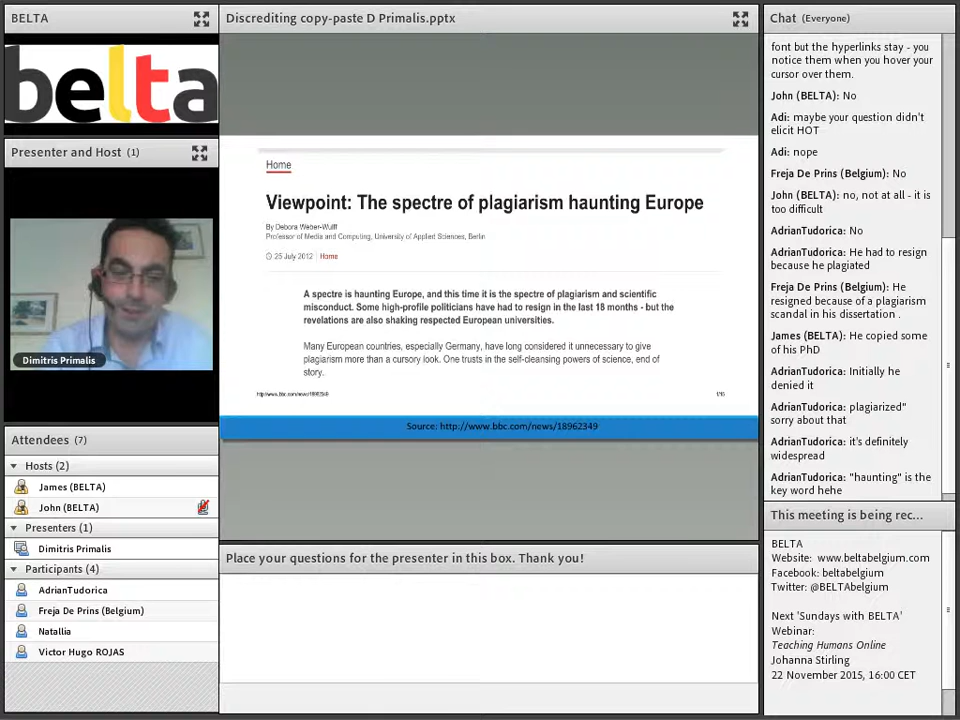 BELTA
belta
Presenter and Host (1)
Dimitris Primalis
Attendees (7)
Hosts (2)
James (BELTA)
John (BELTA)
Presenters (1)
Dimitris Primalis
Participants (4)
AdrianTudorica
Freja De Prins (Belgium)
Natallia
Victor Hugo ROJAS
Discrediting copy-paste D Primalis.pptx
Home
Viewpoint: The spectre of plagiarism haunting Europe
By Debora Weber-Wulff
Professor of Media and Computing, University of Applied Sciences, Berlin
25 July 2012 | Home
A spectre is haunting Europe, and this time it is the spectre of plagiarism and scientific
misconduct. Some high-profile politicians have had to resign in the last 18 months - but the
revelations are also shaking respected European universities.
Many European countries, especially Germany, have long considered it unnecessary to give
plagiarism more than a cursory look. One trusts in the self-cleansing powers of science, end of
story.
http://www.bbc.com/news/18962349
1/15
Source: http://www.bbc.com/news/18962349
Place your questions for the presenter in this box. Thank you!
Chat (Everyone)
font but the hyperlinks stay - you
notice them when you hover your
cursor over them.
John (BELTA): No
Adi: maybe your question didn't
elicit HOT
Adi: nope
Freja De Prins (Belgium): No
John (BELTA): no, not at all - it is
too difficult
AdrianTudorica: No
AdrianTudorica: He had to resign
because he plagiated
Freja De Prins (Belgium): He
resigned because of a plagiarism
scandal in his dissertation .
James (BELTA): He copied some
of his PhD
AdrianTudorica: Initially he
denied it
AdrianTudorica: plagiarized"
sorry about that
AdrianTudorica: it's definitely
widespread
AdrianTudorica: "haunting" is the
key word hehe
This meeting is being rec...
BELTA
Website: www.beltabelgium.com
Facebook: beltabelgium
Twitter: @BELTAbelgium
Next 'Sundays with BELTA'
Webinar:
Teaching Humans Online
Johanna Stirling
22 November 2015, 16:00 CET